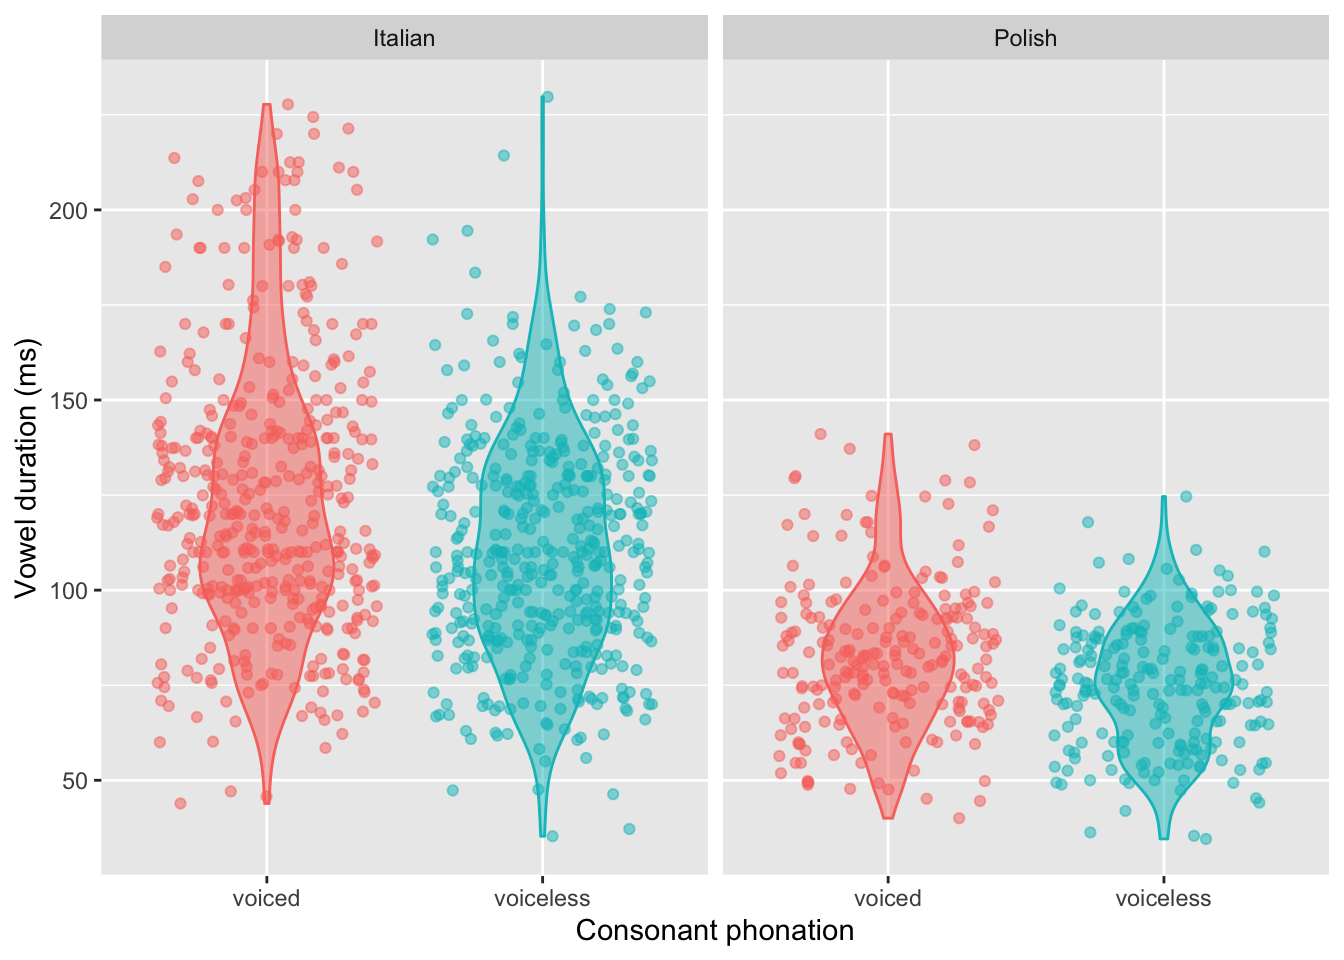 Italian
Polish
Vowel duration (ms)
200
150
100
50
voiced
voiceless
voiced
voiceless
Consonant phonation